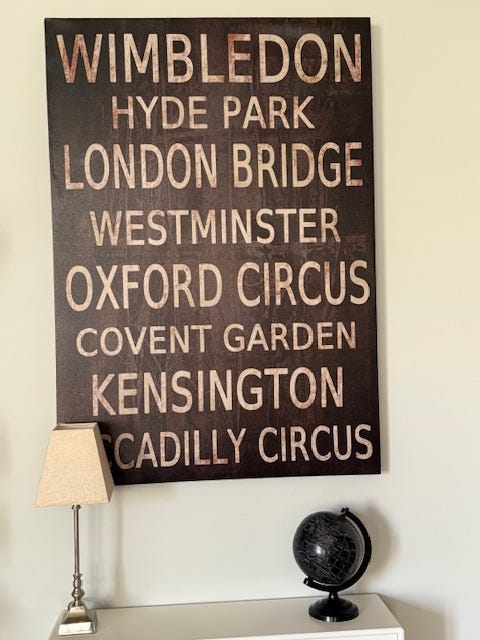 WIMBLEDON
HYDE PARK
LONDON BRIDGE
WESTMINSTER
OXFORD CIRCUS
COVENT GARDEN
KENSINGTON
CCADILLY CIRCUS